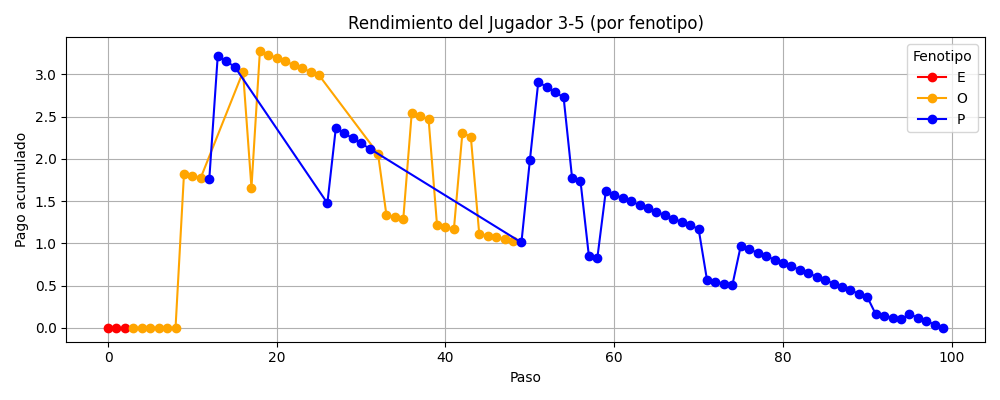 Rendimiento del Jugador 3-5 (por fenotipo)
Pago acumulado
3.0
2.5
2.0
1.5
1.0
0.5
0.0
0 20 40 60 80 100
Paso
Fenotipo
E
O
P